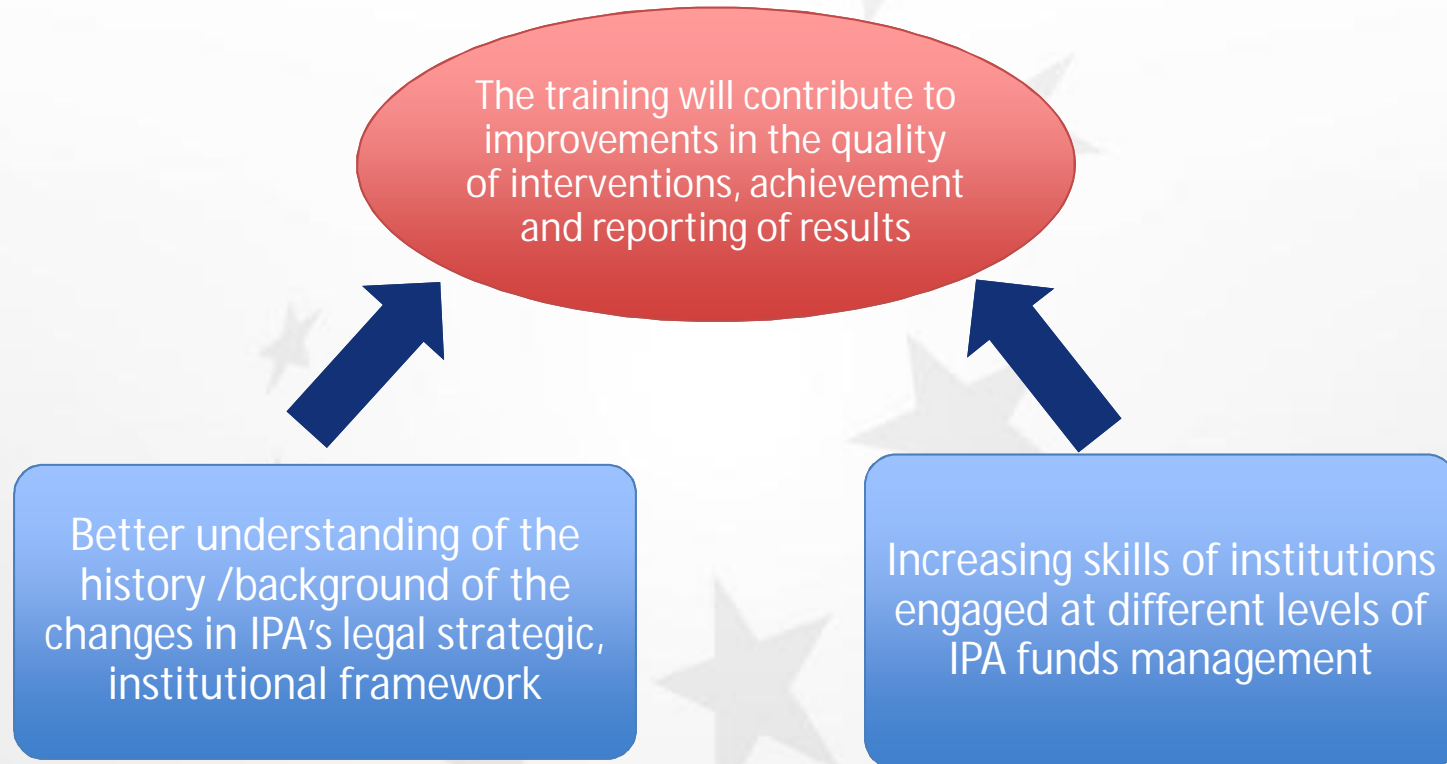 The training will contribute to
improvements in the quality
of interventions, achievement
and reporting of results
Better understanding of the
history /background of the
changes in IPA's legal strategic,
institutional framework
Increasing skills of institutions
engaged at different levels of
IPA funds management